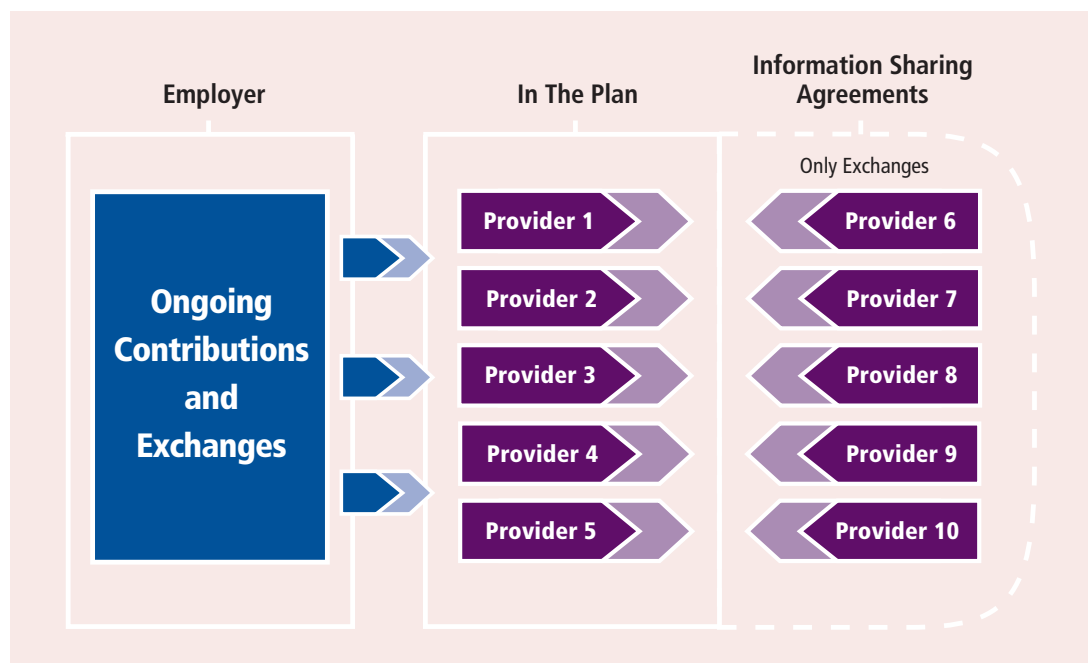 Employer
In The Plan
Information Sharing
Agreements
Only Exchanges
Ongoing
Contributions
and
Exchanges
Provider 1
Provider 2
Provider 3
Provider 4
Provider 5
Provider 6
Provider 7
Provider 8
Provider 9
Provider 10